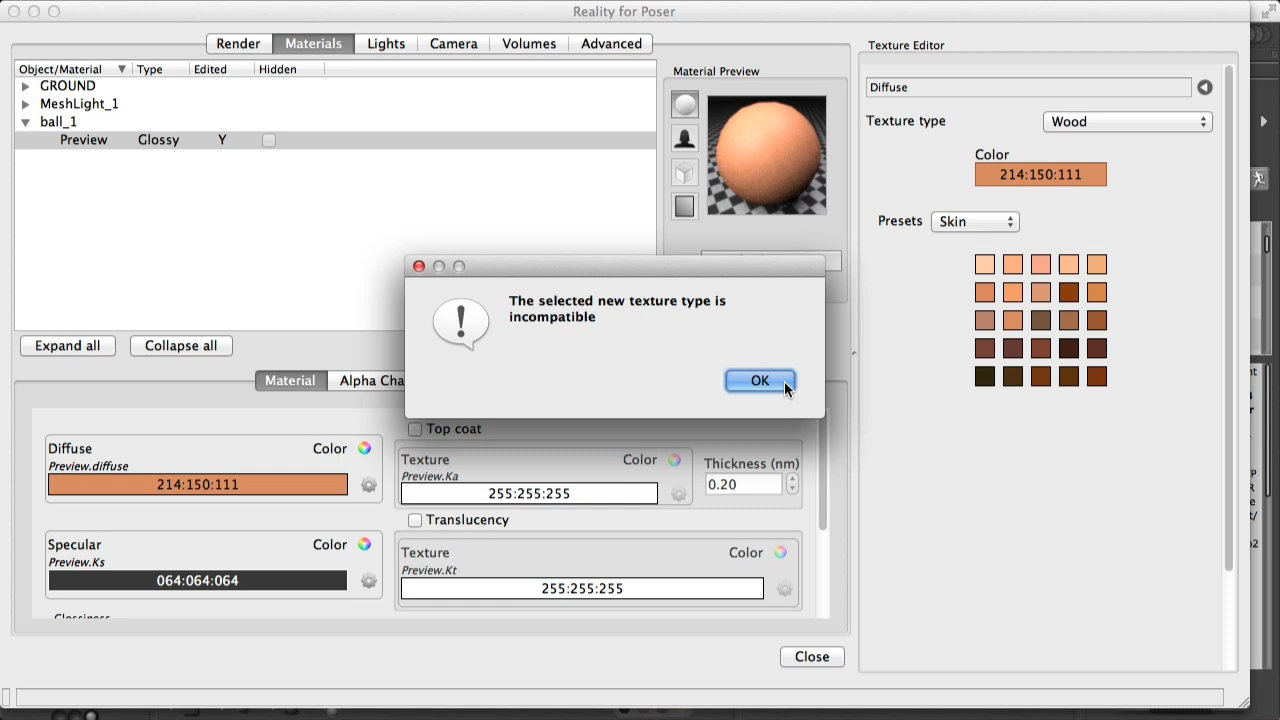 Reality for Poser
Render Materials Lights Camera Volumes Advanced
Object/Material Type Edited Hidden
GROUND
MeshLight_1
ball_1
Preview Glossy Y
Expand all Collapse all
Material Preview
Texture Editor
Diffuse
Texture type Wood
Color
214:150:111
Presets Skin
The selected new texture type is
incompatible
OK
Material Alpha Cha
Diffuse Color
Preview.diffuse
214:150:111
Specular Color
Preview.Ks
064:064:064
Glossiness
Top coat
Texture Color
Preview.Ka
255:255:255
Thickness (nm)
0.20
Translucency
Texture Color
Preview.Kt
255:255:255
Close